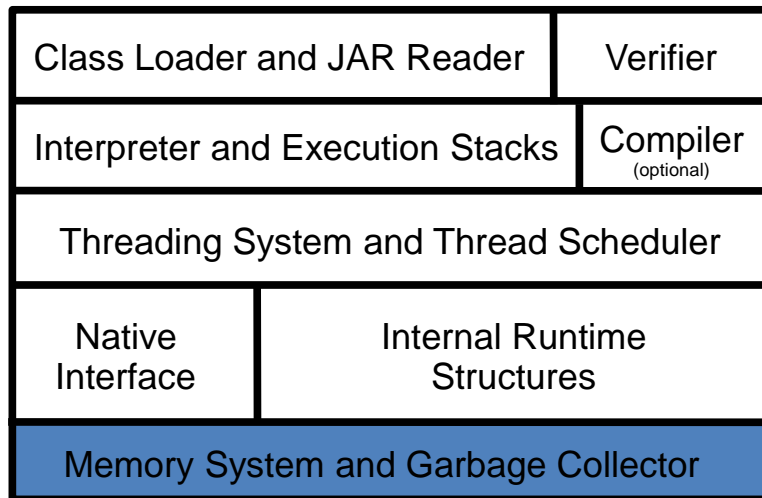 Class Loader and JAR Reader
Verifier
Interpreter and Execution Stacks
Compiler
(optional)
Threading System and Thread Scheduler
Native
Interface
Internal Runtime
Structures
Memory System and Garbage Collector